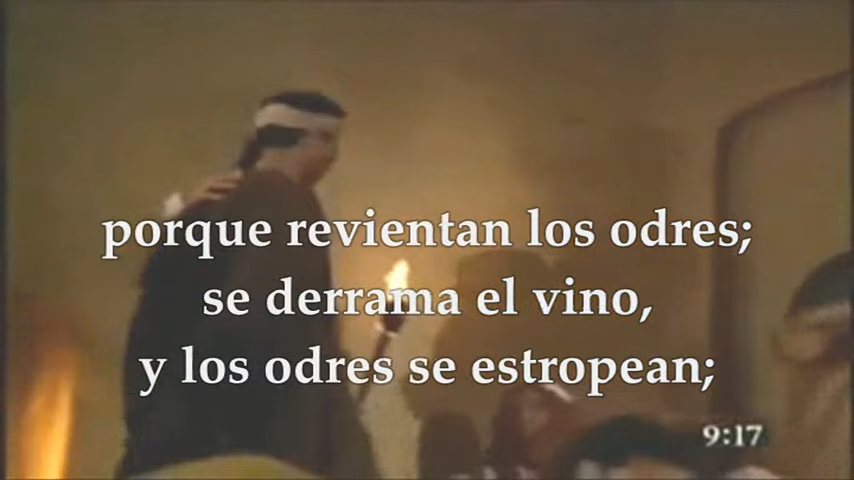 porque revientan los odres;
se derrama el vino,
y los odres se estropean;
9:17